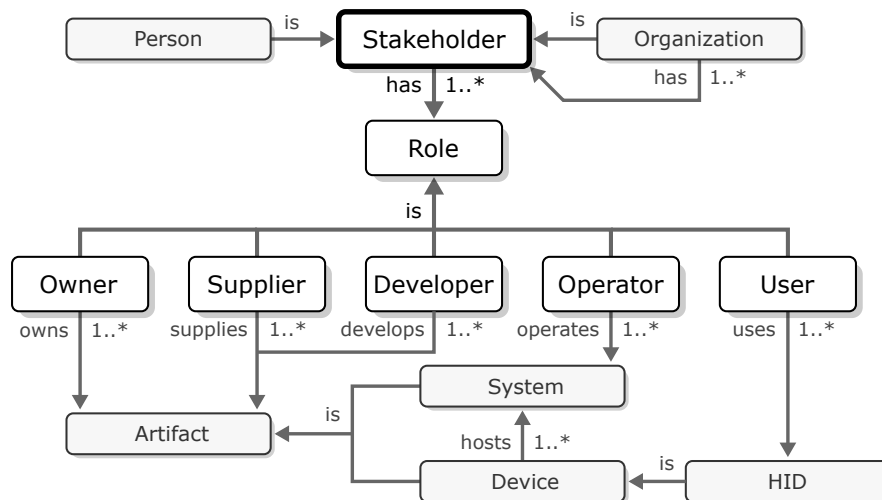 Person
is
Stakeholder
is
Organization
has 1..*
has 1..*
Role
is
Owner
Supplier
Developer
Operator
User
owns 1..*
supplies 1..*
develops 1..*
operates 1..*
uses 1..*
System
Artifact
is
hosts 1..*
Device
is
HID